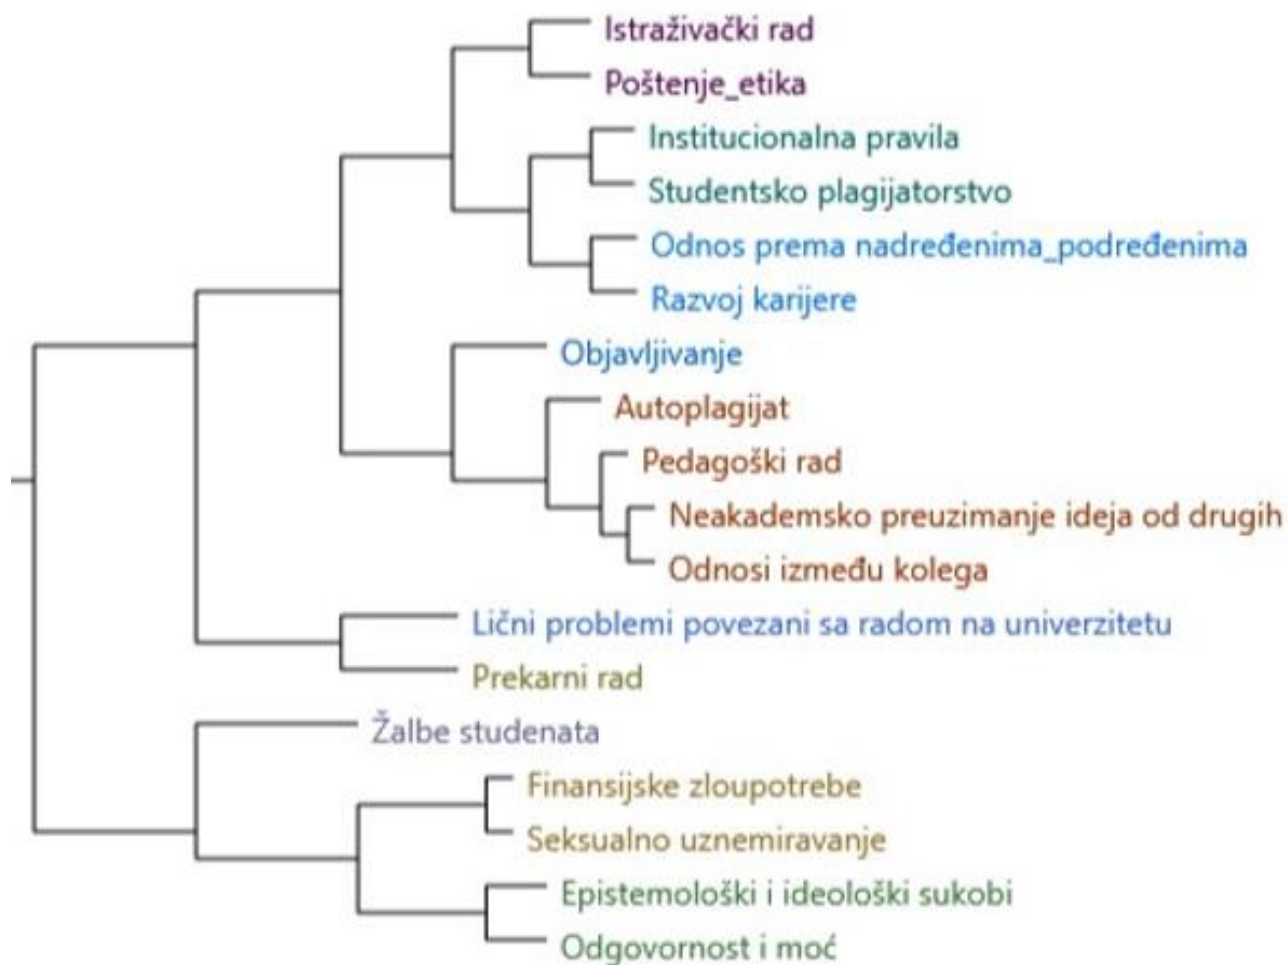 Istraživački rad
Poštenje_etika
Institucionalna pravila
Studentsko plagijatorstvo
Odnos prema nadređenima_podređenima
Razvoj karijere
Objavljivanje
Autoplagijat
Pedagoški rad
Neakademsko preuzimanje ideja od drugih
Odnosi između kolega
Lični problemi povezani sa radom na univerzitetu
Prekarni rad
Žalbe studenata
Finansijske zloupotrebe
Seksualno uznemiravanje
Epistemološki i ideološki sukobi
Odgovornost i moć